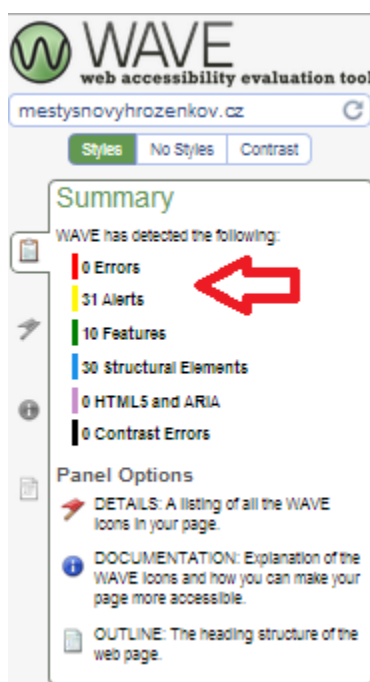 WAVE
web accessibility evaluation tool
mestysnovyhrozenkov.cz
Styles No Styles Contrast
Summary
WAVE has detected the following:
0 Errors
31 Alerts
10 Features
30 Structural Elements
0 HTML5 and ARIA
0 Contrast Errors
Panel Options
DETAILS: A listing of all the WAVE
icons in your page.
DOCUMENTATION: Explanation of the
WAVE icons and how you can make your
page more accessible.
OUTLINE: The heading structure of the
web page.